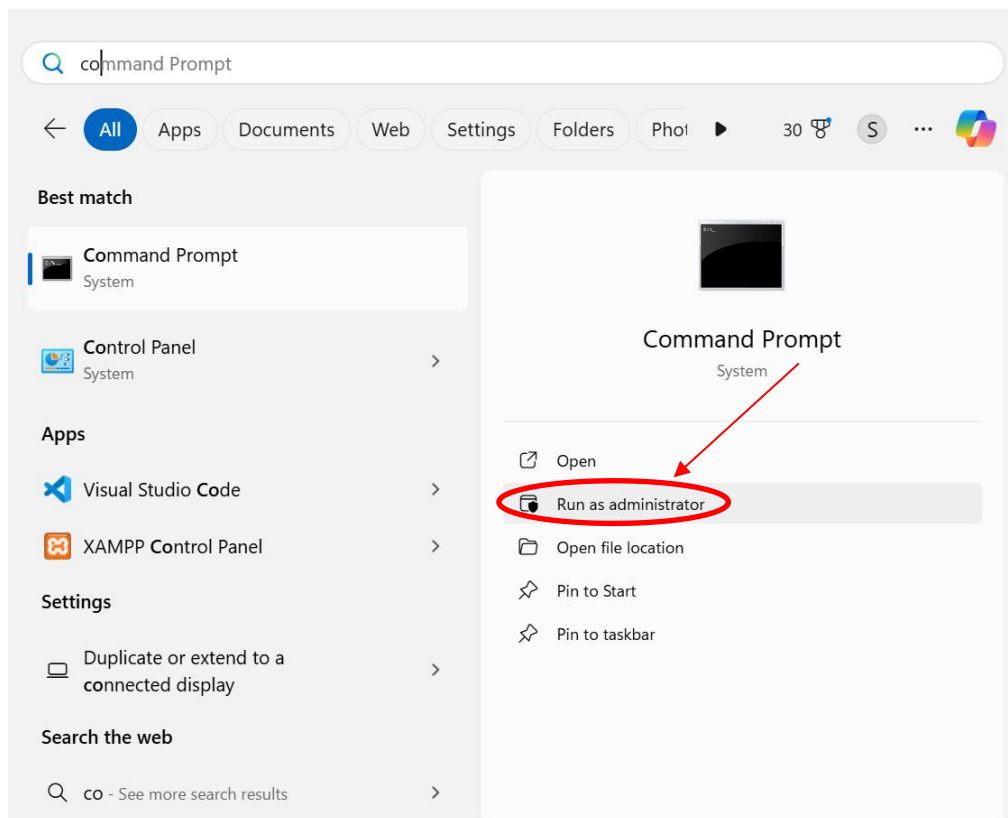 command Prompt
All Apps Documents Web Settings Folders Phot 30 S ...
Best match
Command Prompt
System
Control Panel
System
Apps
Visual Studio Code
XAMPP Control Panel
Settings
Duplicate or extend to a
connected display
Search the web
co - See more search results
Command Prompt
System
Open
Run as administrator
Open file location
Pin to Start
Pin to taskbar